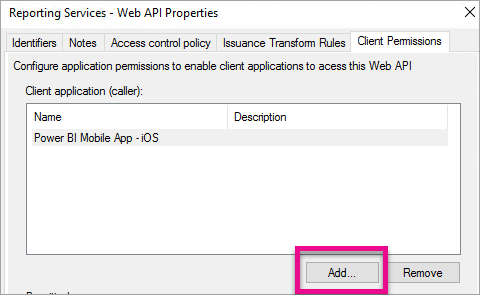 Reporting Services - Web API Properties
Identifiers Notes Access control policy Issuance Transform Rules Client Permissions
Configure application permissions to enable client applications to acess this Web API
Client application (caller):
Name Description
Power BI Mobile App - iOS
Add... Remove